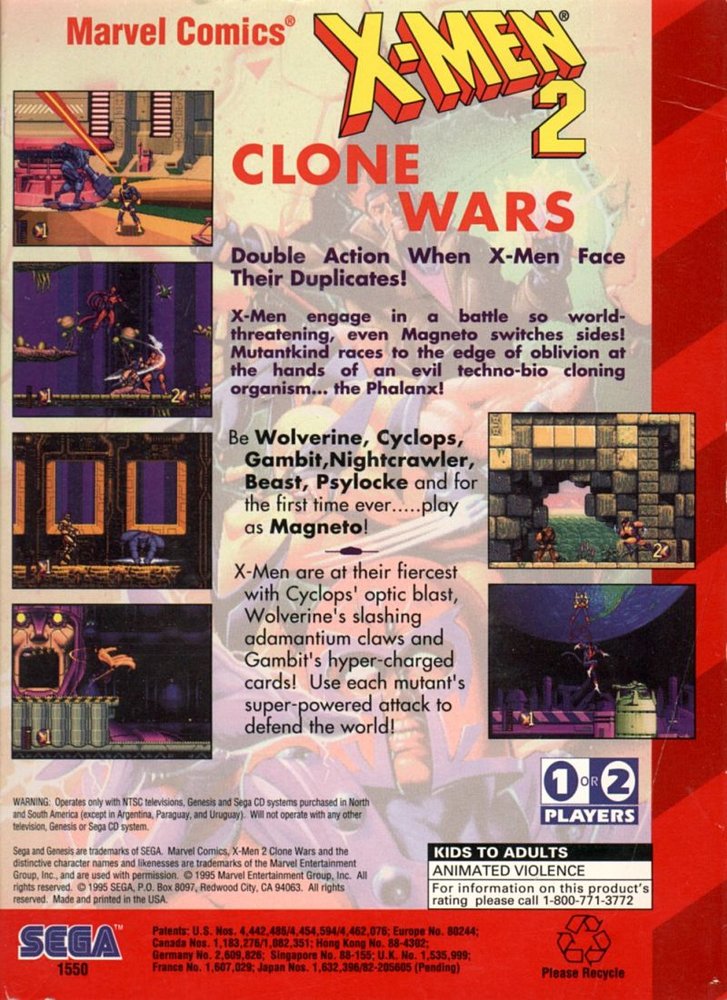 Marvel Comics®
X-MEN®
2
CLONE
WARS
Double Action When X-Men Face
Their Duplicates!
X-Men engage in a battle so world-
threatening, even Magneto switches sides!
Mutantkind races to the edge of oblivion at
the hands of an evil techno-bio cloning
organism... the Phalanx!
Be Wolverine, Cyclops,
Gambit,Nightcrawler,
Beast, Psylocke and for
the first time ever.....play
as Magneto!
X-Men are at their fiercest
with Cyclops' optic blast,
Wolverine's slashing
adamantium claws and
Gambit's hyper-charged
cards! Use each mutant's
super-powered attack to
defend the world!
1 OR 2
PLAYERS
WARNING: Operates only with NTSC televisions, Genesis and Sega CD systems purchased in North
and South America (except in Argentina, Paraguay, and Uruguay). Will not operate with any other
television, Genesis or Sega CD system.
Sega and Genesis are trademarks of SEGA. Marvel Comics, X-Men 2 Clone Wars and the
distinctive character names and likenesses are trademarks of the Marvel Entertainment
Group, Inc., and are used with permission. © 1995 Marvel Entertainment Group, Inc. All
rights reserved. © 1995 SEGA, P.O. Box 8097, Redwood City, CA 94063. All rights
reserved. Made and printed in the USA.
KIDS TO ADULTS
ANIMATED VIOLENCE
For information on this product's
rating please call 1-800-771-3772
SEGA™
1550
Patents: U.S. Nos. 4,442,486/4,454,594/4,462,076; Europe No. 80244;
Canada Nos. 1,183,276/1,082,351; Hong Kong No. 88-4302;
Germany No. 2,609,826; Singapore No. 88-155; U.K. No. 1,535,999;
France No. 1,607,029; Japan Nos. 1,632,396/82-205605 (Pending)
Please Recycle